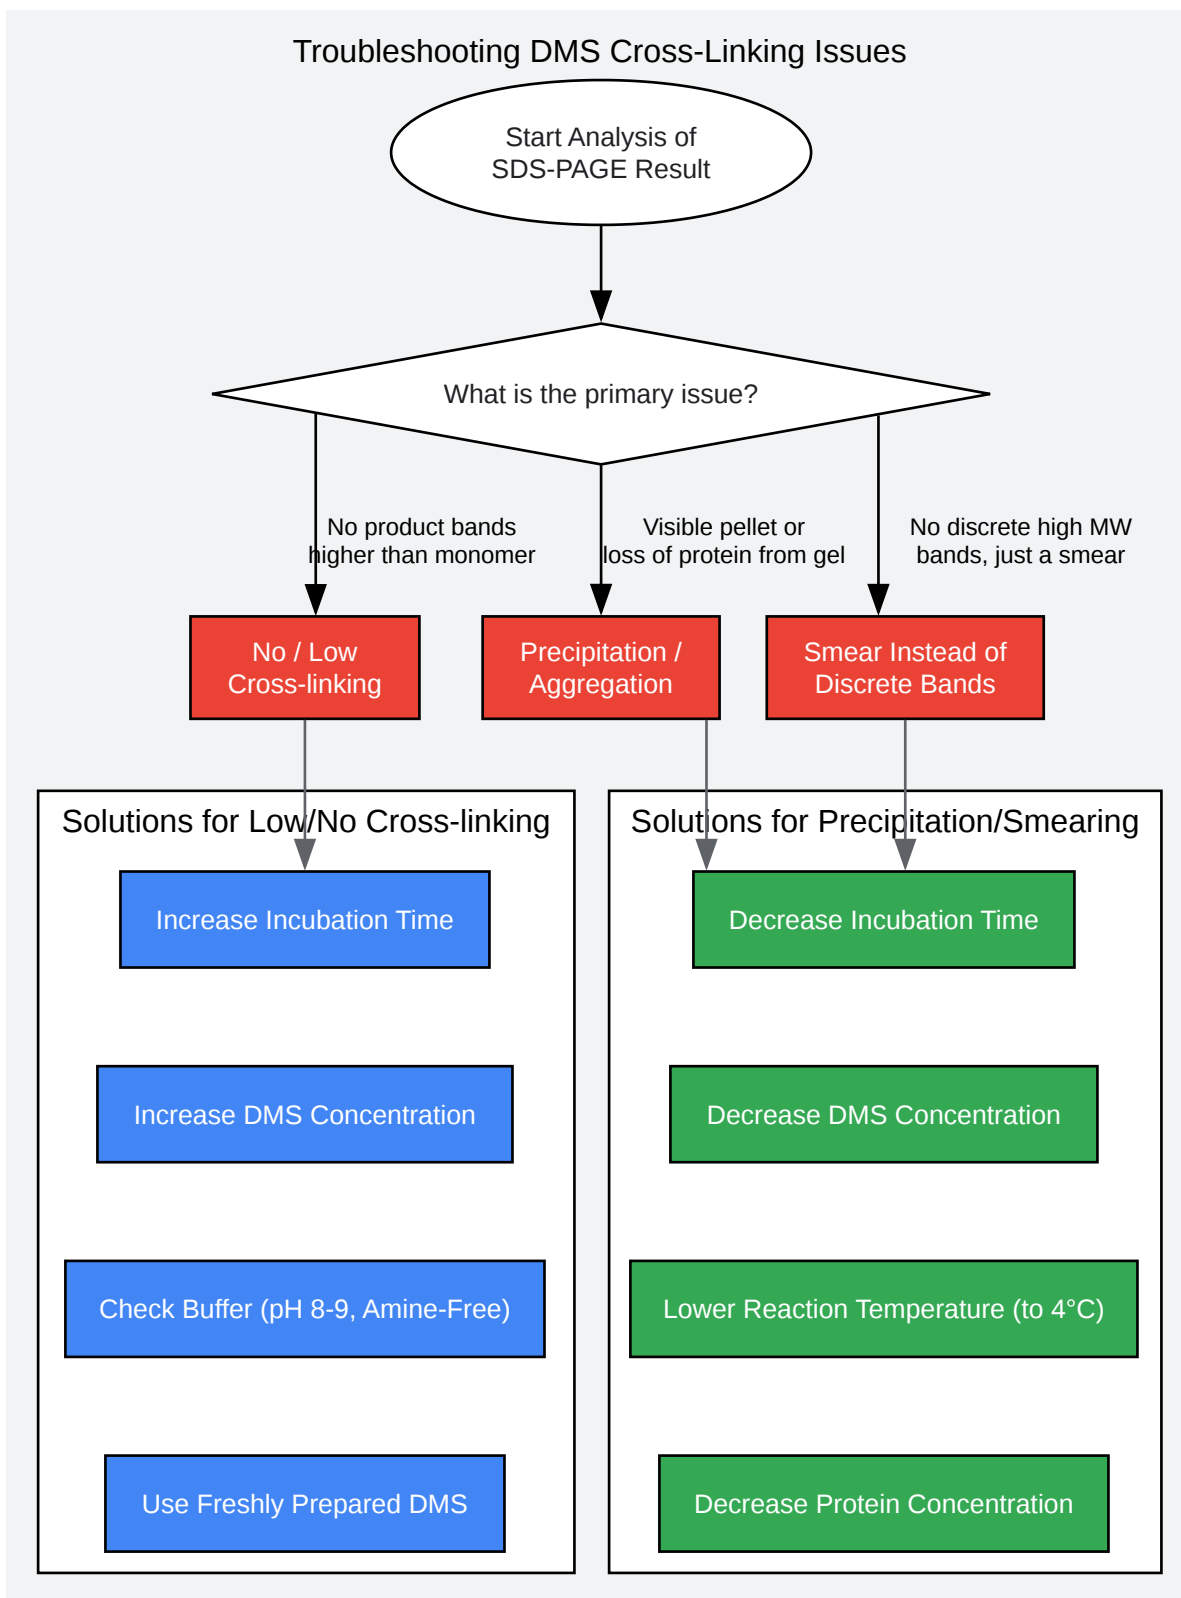 Troubleshooting DMS Cross-Linking Issues
Start Analysis of
SDS-PAGE Result
What is the primary issue?
No product bands
higher than monomer
Visible pellet or
loss of protein from gel
No discrete high MW
bands, just a smear
No / Low
Cross-linking
Precipitation /
Aggregation
Smear Instead of
Discrete Bands
Solutions for Low/No Cross-linking
Increase Incubation Time
Increase DMS Concentration
Check Buffer (pH 8-9, Amine-Free)
Use Freshly Prepared DMS
Solutions for Precipitation/Smearing
Decrease Incubation Time
Decrease DMS Concentration
Lower Reaction Temperature (to 4°C)
Decrease Protein Concentration